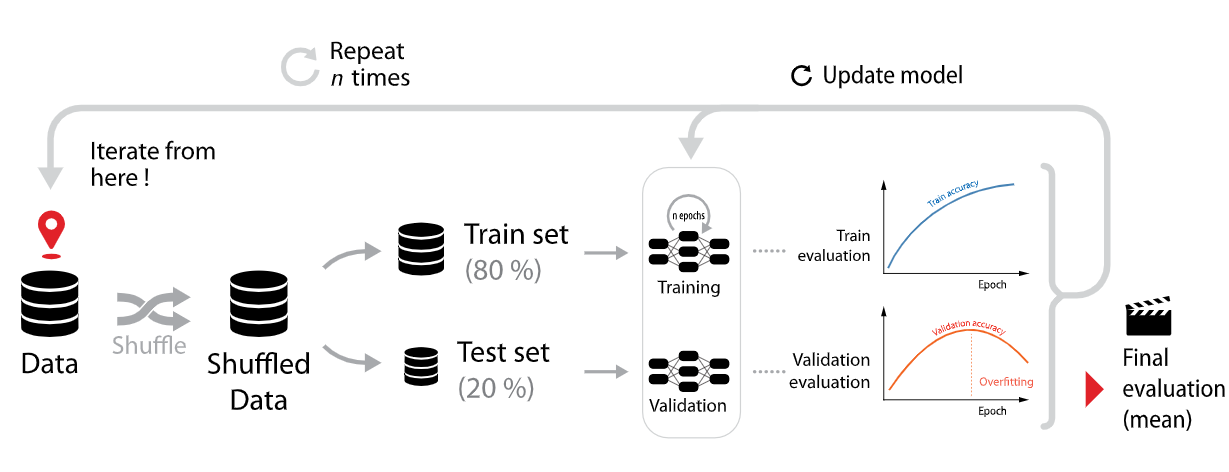 Repeat
n times
Update model
Iterate from
here !
Train accuracy
n epochs
Train set
(80 %)
Train
evaluation
Training
Epoch
Data
Shuffle
Shuffled
Data
Test set
(20 %)
Validation accuracy
Validation
evaluation
Overfitting
Validation
Epoch
Final
evaluation
(mean)